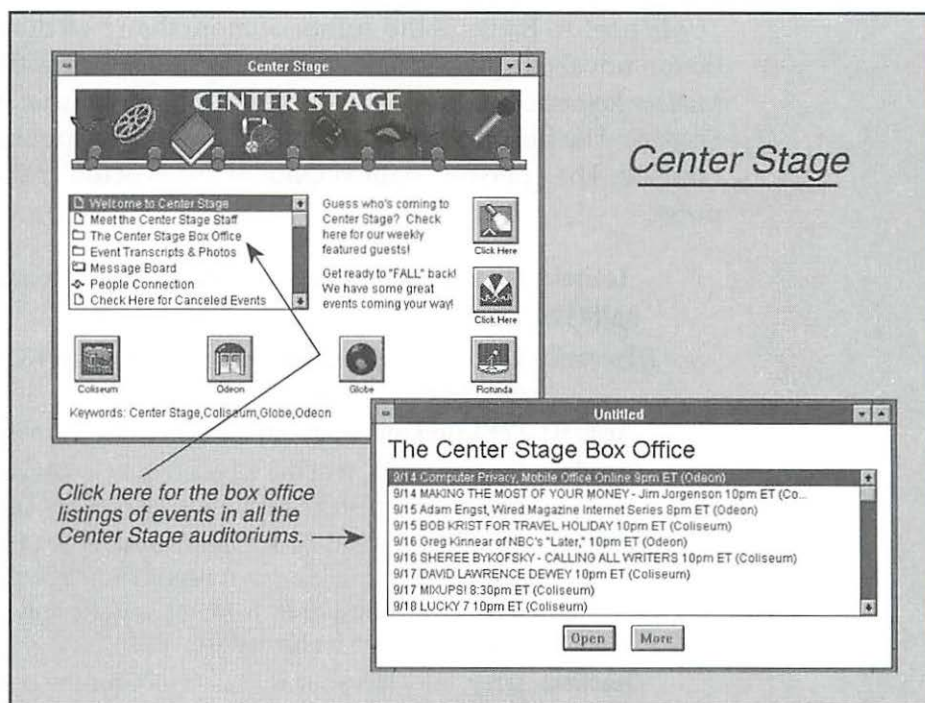 Center Stage
CENTER STAGE
Center Stage
Welcome to Center Stage
Meet the Center Stage Staff
The Center Stage Box Office
Event Transcripts & Photos
Message Board
People Connection
Check Here for Canceled Events
Guess who's coming to
Center Stage? Check
here for our weekly
featured guests!
Click Here
Get ready to "FALL" back!
We have some great
events coming your way!
Click Here
Coliseum
Odeon
Globe
Rotunda
Keywords: Center Stage,Coliseum,Globe,Odeon
Click here for the box office
listings of events in all the
Center Stage auditoriums.
Untitled
The Center Stage Box Office
9/14 Computer Privacy, Mobile Office Online 9pm ET (Odeon)
9/14 MAKING THE MOST OF YOUR MONEY - Jim Jorgenson 10pm ET (Co...
9/15 Adam Engst, Wired Magazine Internet Series 8pm ET (Odeon)
9/15 BOB KRIST FOR TRAVEL HOLIDAY 10pm ET (Coliseum)
9/16 Greg Kinnear of NBC's "Later," 10pm ET (Odeon)
9/16 SHEREE BYKOFSKY - CALLING ALL WRITERS 10pm ET (Coliseum)
9/17 DAVID LAWRENCE DEWEY 10pm ET (Coliseum)
9/17 MIXUPS! 8:30pm ET (Coliseum)
9/18 LUCKY 7 10pm ET (Coliseum)
Open
More